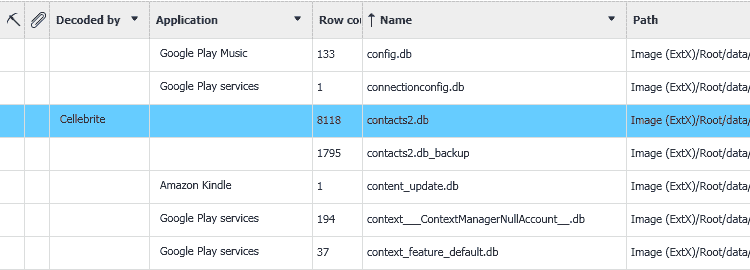 Decoded by Application Row cou Name Path
Google Play Music 133 config.db Image (ExtX)/Root/data,
Google Play services 1 connectionconfig.db Image (ExtX)/Root/data,
Cellebrite 8118 contacts2.db Image (ExtX)/Root/data,
1795 contacts2.db_backup Image (ExtX)/Root/data,
Amazon Kindle 1 content_update.db Image (ExtX)/Root/data,
Google Play services 194 context___ContextManagerNullAccount__.db Image (ExtX)/Root/data,
Google Play services 37 context_feature_default.db Image (ExtX)/Root/data,